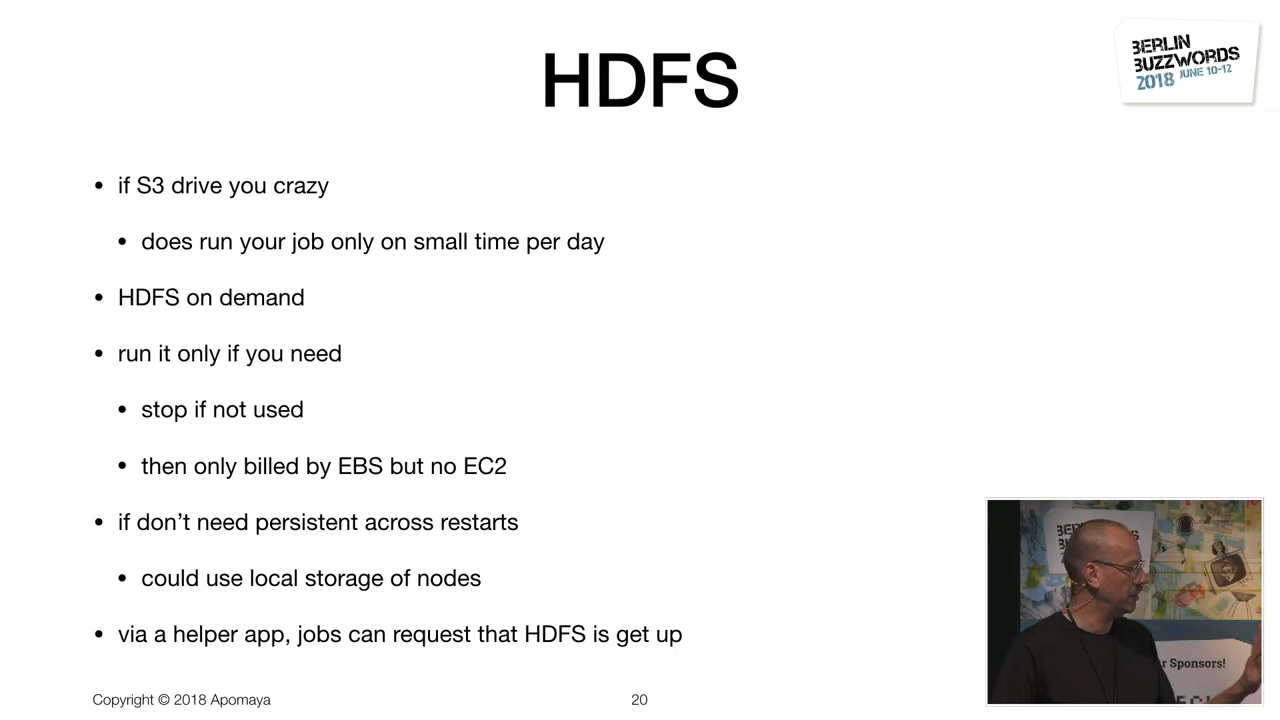 HDFS
BERLIN
BUZZWORDS
2018 JUNE 10-12
• if S3 drive you crazy
• does run your job only on small time per day
• HDFS on demand
• run it only if you need
• stop if not used
• then only billed by EBS but no EC2
• if don’t need persistent across restarts
• could use local storage of nodes
• via a helper app, jobs can request that HDFS is get up
r Sponsors!
Copyright © 2018 Apomaya
20